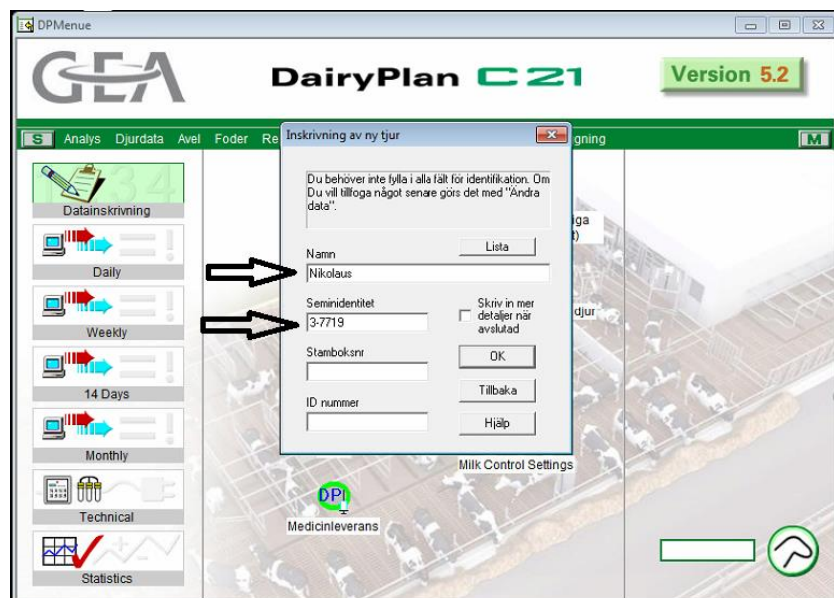 DPMenue
GEA
DairyPlan C21
Version 5.2
S Analys Djurdata Avel Foder Re
gning
M
Inskrivning av ny tjur
Du behöver inte fylla i alla fält för identifikation. Om
Du vill tillfoga något senare görs det med "Ändra
data".
Lista
Namn
Nikolaus
Seminidentitet
3-7719
Skriv in mer
detaljer när
avslutad
Stamboksnr
OK
Tillbaka
ID nummer
Hjälp
Datainskrivning
Daily
Weekly
14 Days
Monthly
Technical
Statistics
iga
t)
djur
Milk Control Settings
DPI
Medicinleverans